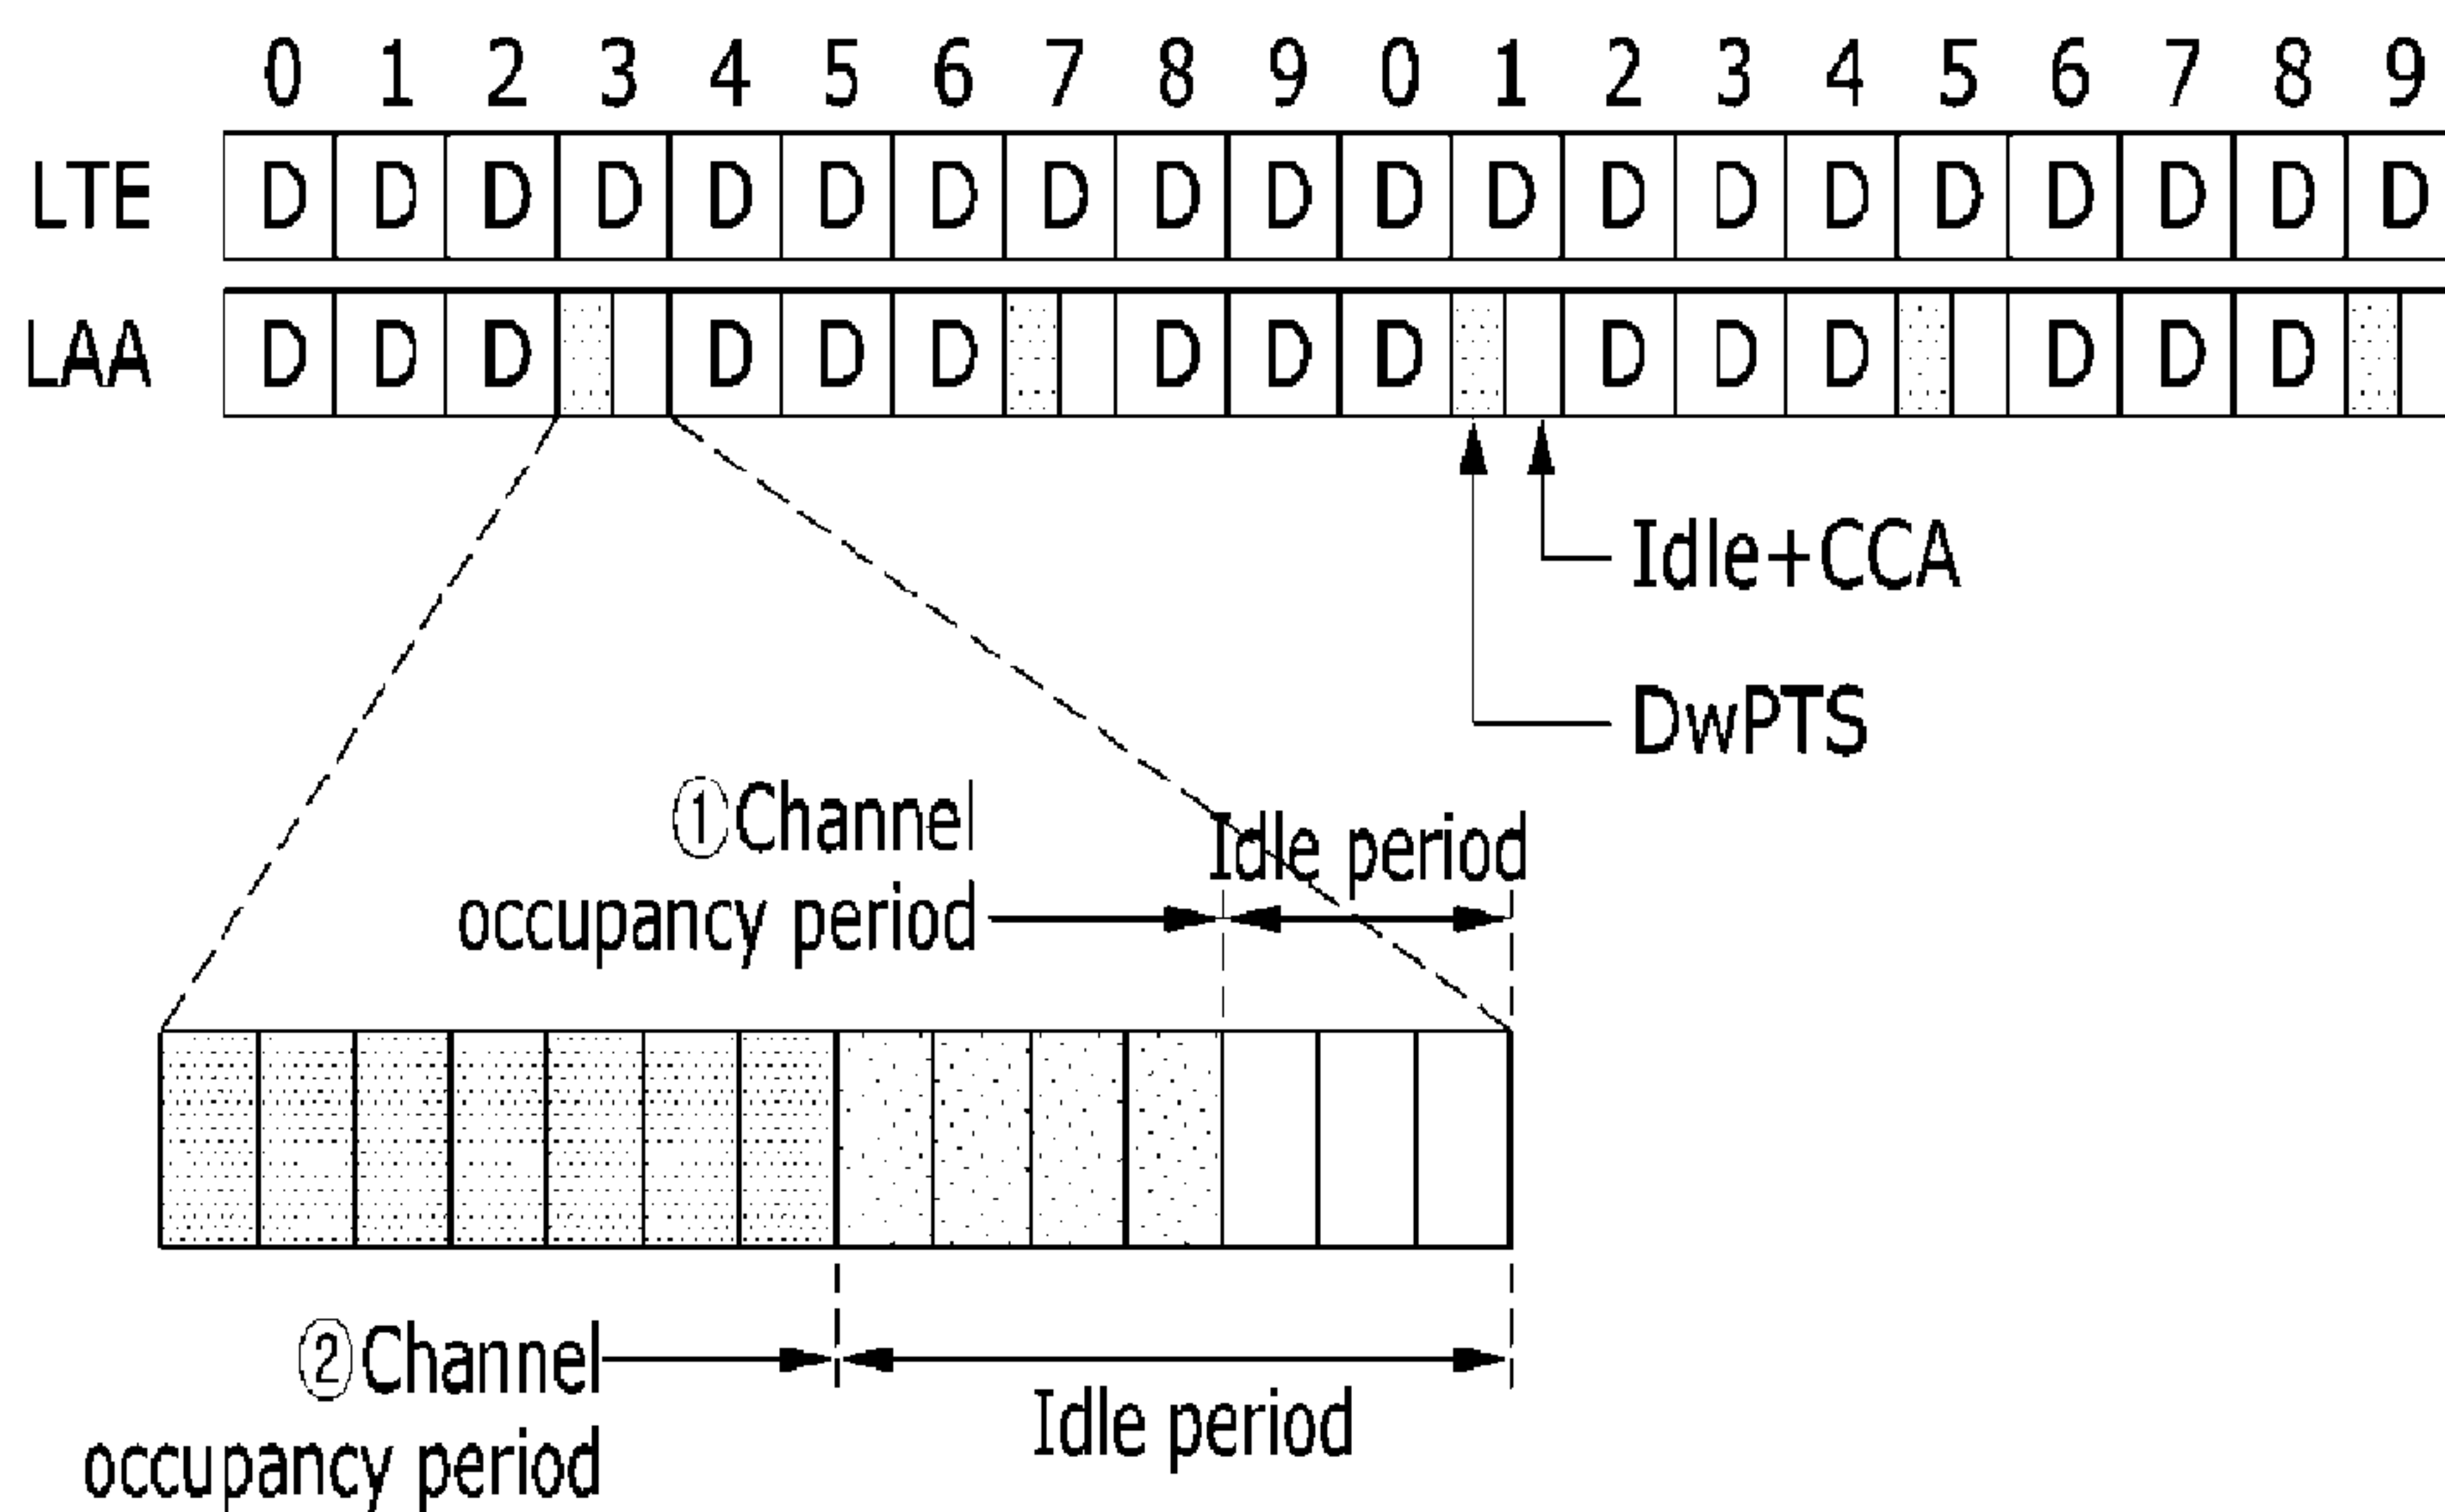 0 1 2 3 4 5 6 7 8 9 0 1 2 3 4 5 6 7 8 9
LTE D D D D D D D D D D D D D D D D D D D D
LAA D D D D D D D D D D D D D D D
Idle+CCA
DwPTS
①Channel
occupancy period
Idle period
②Channel
occupancy period
Idle period